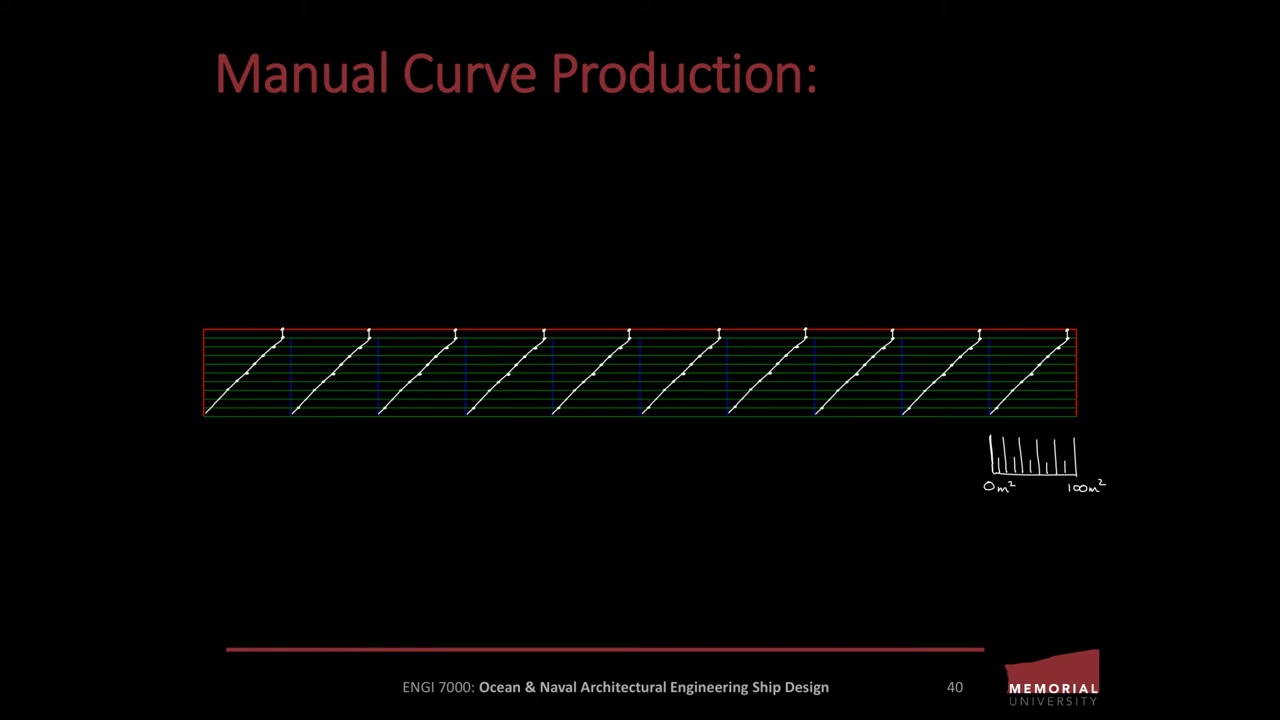 Manual Curve Production:
0m² 100m²
ENGI 7000: Ocean & Naval Architectural Engineering Ship Design 40
MEMORIAL
UNIVERSITY